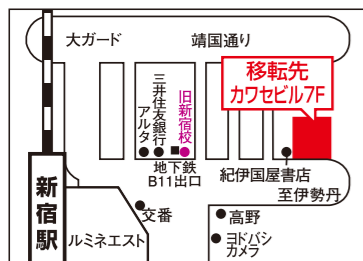 大ガード
靖国通り
移転先
カワセビル7F
三井住友銀行
アルタ
旧新宿校
地下鉄
B11出口
紀伊国屋書店
至伊勢丹
新宿駅
交番
ルミネエスト
高野
ヨドバシ
カメラ